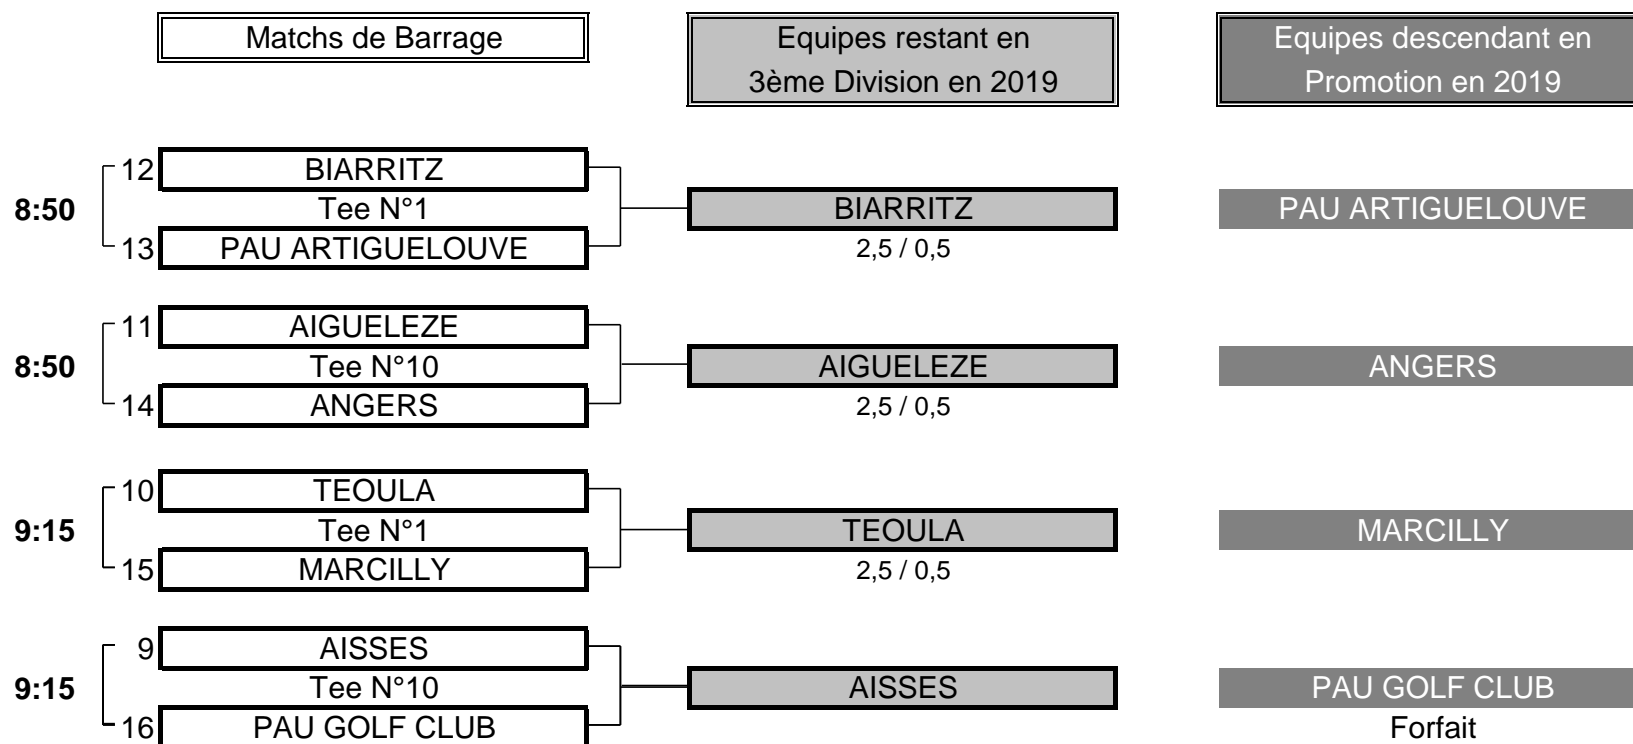 Matchs de Barrage
Equipes restant en
3ème Division en 2019
Equipes descendant en
Promotion en 2019
12 BIARRITZ
8:50 Tee N°1 BIARRITZ PAU ARTIGUELOUVE
13 PAU ARTIGUELOUVE 2,5 / 0,5
11 AIGUELEZE
8:50 Tee N°10 AIGUELEZE ANGERS
14 ANGERS 2,5 / 0,5
10 TEOULA
9:15 Tee N°1 TEOULA MARCILLY
15 MARCILLY 2,5 / 0,5
9 AISSES
9:15 Tee N°10 AISSES PAU GOLF CLUB
16 PAU GOLF CLUB Forfait